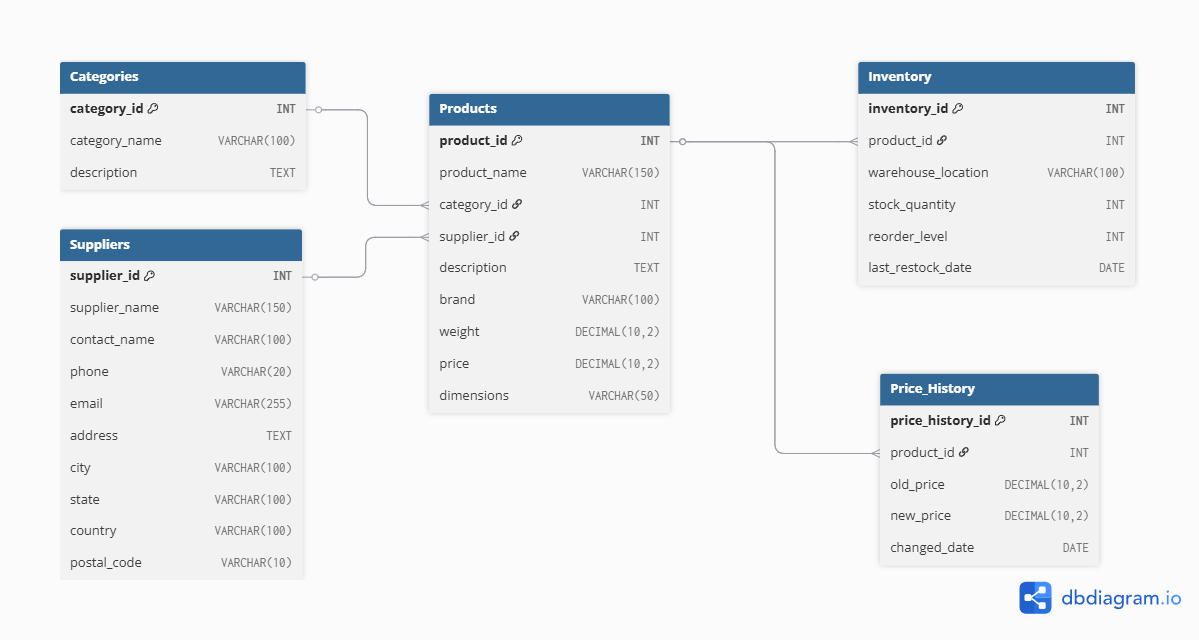 Categories
category_id INT
category_name VARCHAR(100)
description TEXT
Suppliers
supplier_id INT
supplier_name VARCHAR(150)
contact_name VARCHAR(100)
phone VARCHAR(20)
email VARCHAR(255)
address TEXT
city VARCHAR(100)
state VARCHAR(100)
country VARCHAR(100)
postal_code VARCHAR(10)
Products
product_id INT
product_name VARCHAR(150)
category_id INT
supplier_id INT
description TEXT
brand VARCHAR(100)
weight DECIMAL(10,2)
price DECIMAL(10,2)
dimensions VARCHAR(50)
Inventory
inventory_id INT
product_id INT
warehouse_location VARCHAR(100)
stock_quantity INT
reorder_level INT
last_restock_date DATE
Price_History
price_history_id INT
product_id INT
old_price DECIMAL(10,2)
new_price DECIMAL(10,2)
changed_date DATE
dbdiagram.io